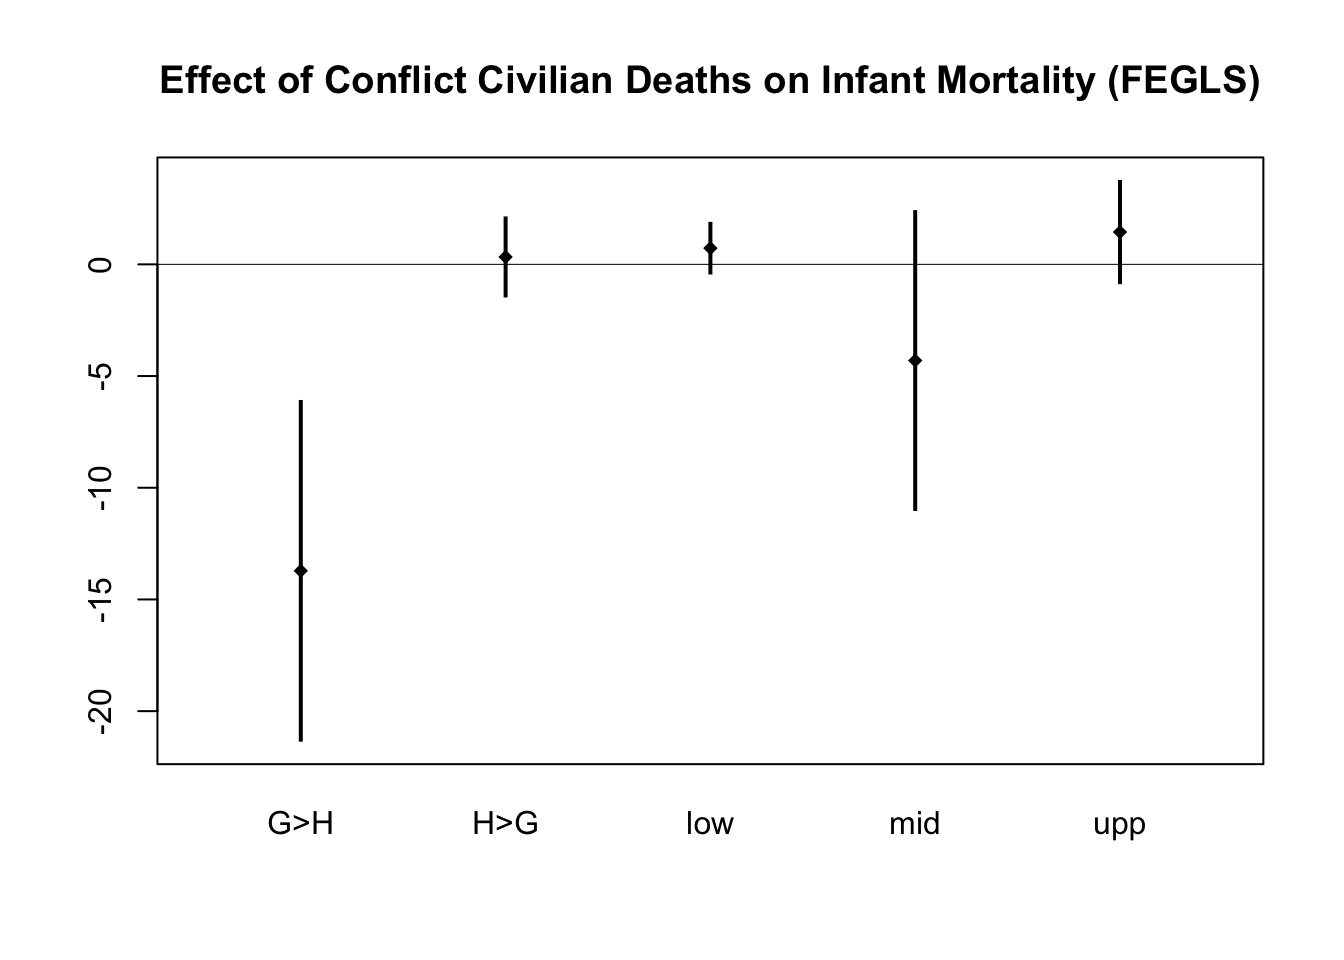 Effect of Conflict Civilian Deaths on Infant Mortality (FEGLS)
0
-5
-10
-15
-20
G>H H>G low mid upp